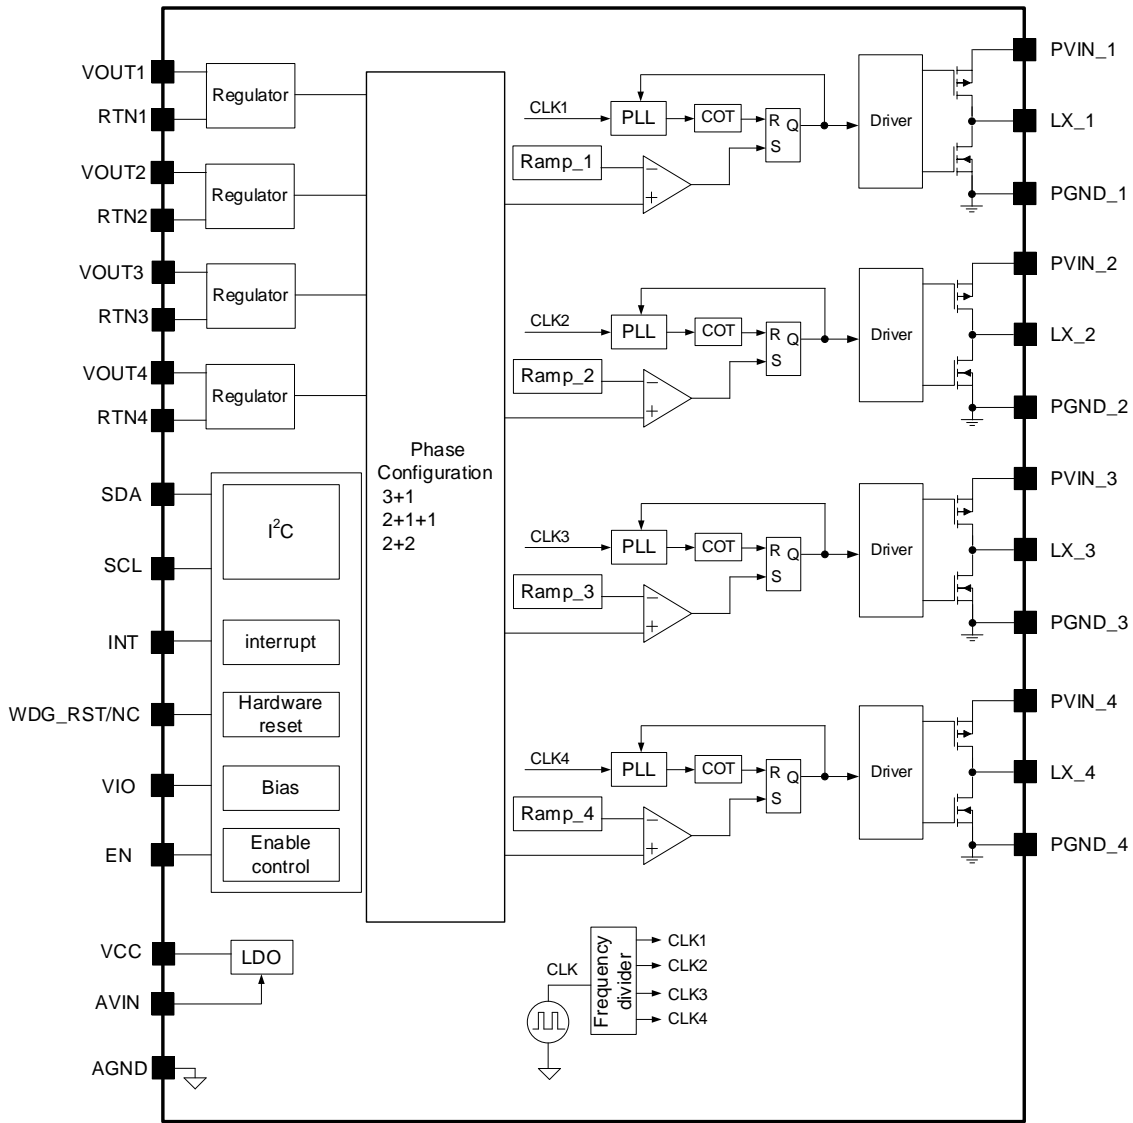 VOUT1
RTN1
Regulator
VOUT2
RTN2
Regulator
VOUT3
RTN3
Regulator
VOUT4
RTN4
Regulator
SDA
SCL
I²C
INT
interrupt
WDG_RST/NC
Hardware
reset
VIO
Bias
EN
Enable
control
VCC
LDO
AVIN
AGND
Phase
Configuration
3+1
2+1+1
2+2
CLK1
PLL
COT
R
Q
S
Ramp_1
−
+
Driver
PVIN_1
LX_1
PGND_1
CLK2
PLL
COT
R
Q
S
Ramp_2
−
+
Driver
PVIN_2
LX_2
PGND_2
CLK3
PLL
COT
R
Q
S
Ramp_3
−
+
Driver
PVIN_3
LX_3
PGND_3
CLK4
PLL
COT
R
Q
S
Ramp_4
−
+
Driver
PVIN_4
LX_4
PGND_4
CLK
Frequency
divider
CLK1
CLK2
CLK3
CLK4